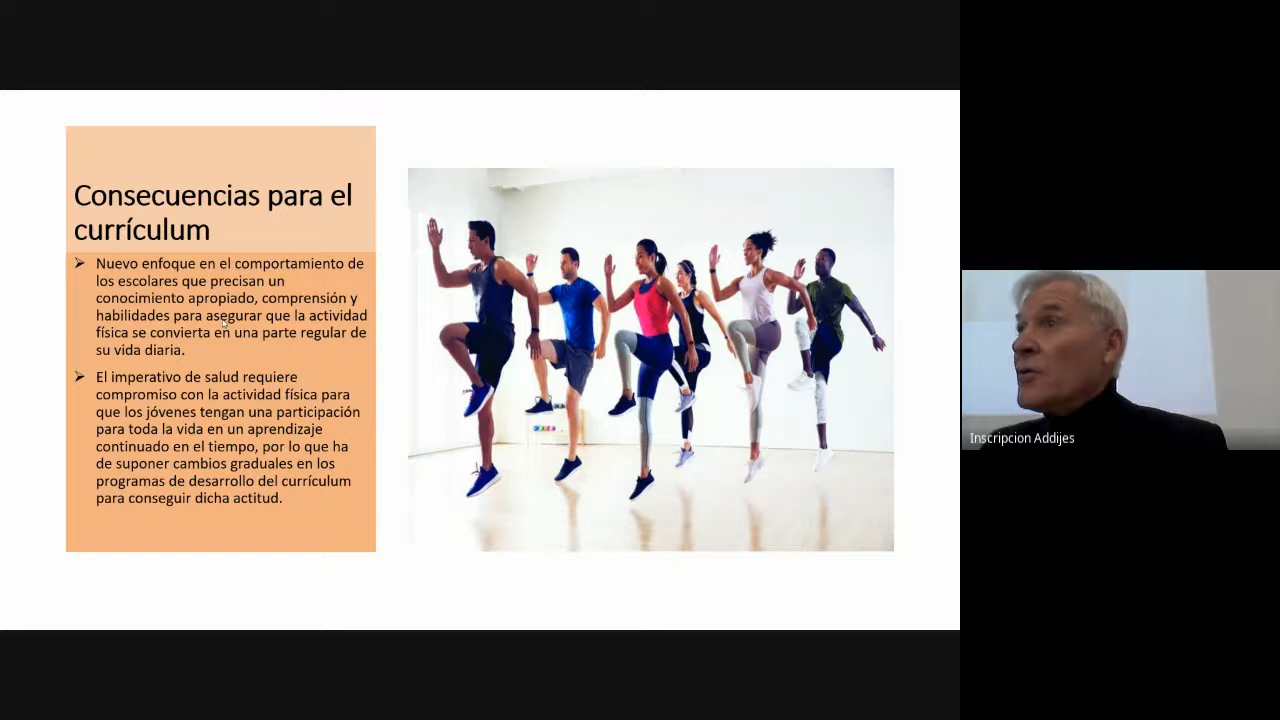 Consecuencias para el
currículum
Nuevo enfoque en el comportamiento de
los escolares que precisan un
conocimiento apropiado, comprensión y
habilidades para asegurar que la actividad
física se convierta en una parte regular de
su vida diaria.
El imperativo de salud requiere
compromiso con la actividad física para
que los jóvenes tengan una participación
para toda la vida en un aprendizaje
continuado en el tiempo, por lo que ha
de suponer cambios graduales en los
programas de desarrollo del currículum
para conseguir dicha actitud.
Inscripcion Addijes